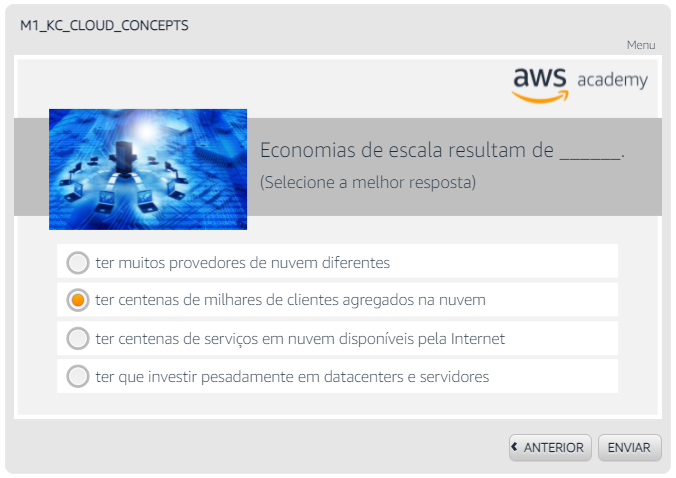 M1_KC_CLOUD_CONCEPTS
Menu
aws academy
Economias de escala resultam de ______.
(Selecione a melhor resposta)
ter muitos provedores de nuvem diferentes
ter centenas de milhares de clientes agregados na nuvem
ter centenas de serviços em nuvem disponíveis pela Internet
ter que investir pesadamente em datacenters e servidores
ANTERIOR ENVIAR